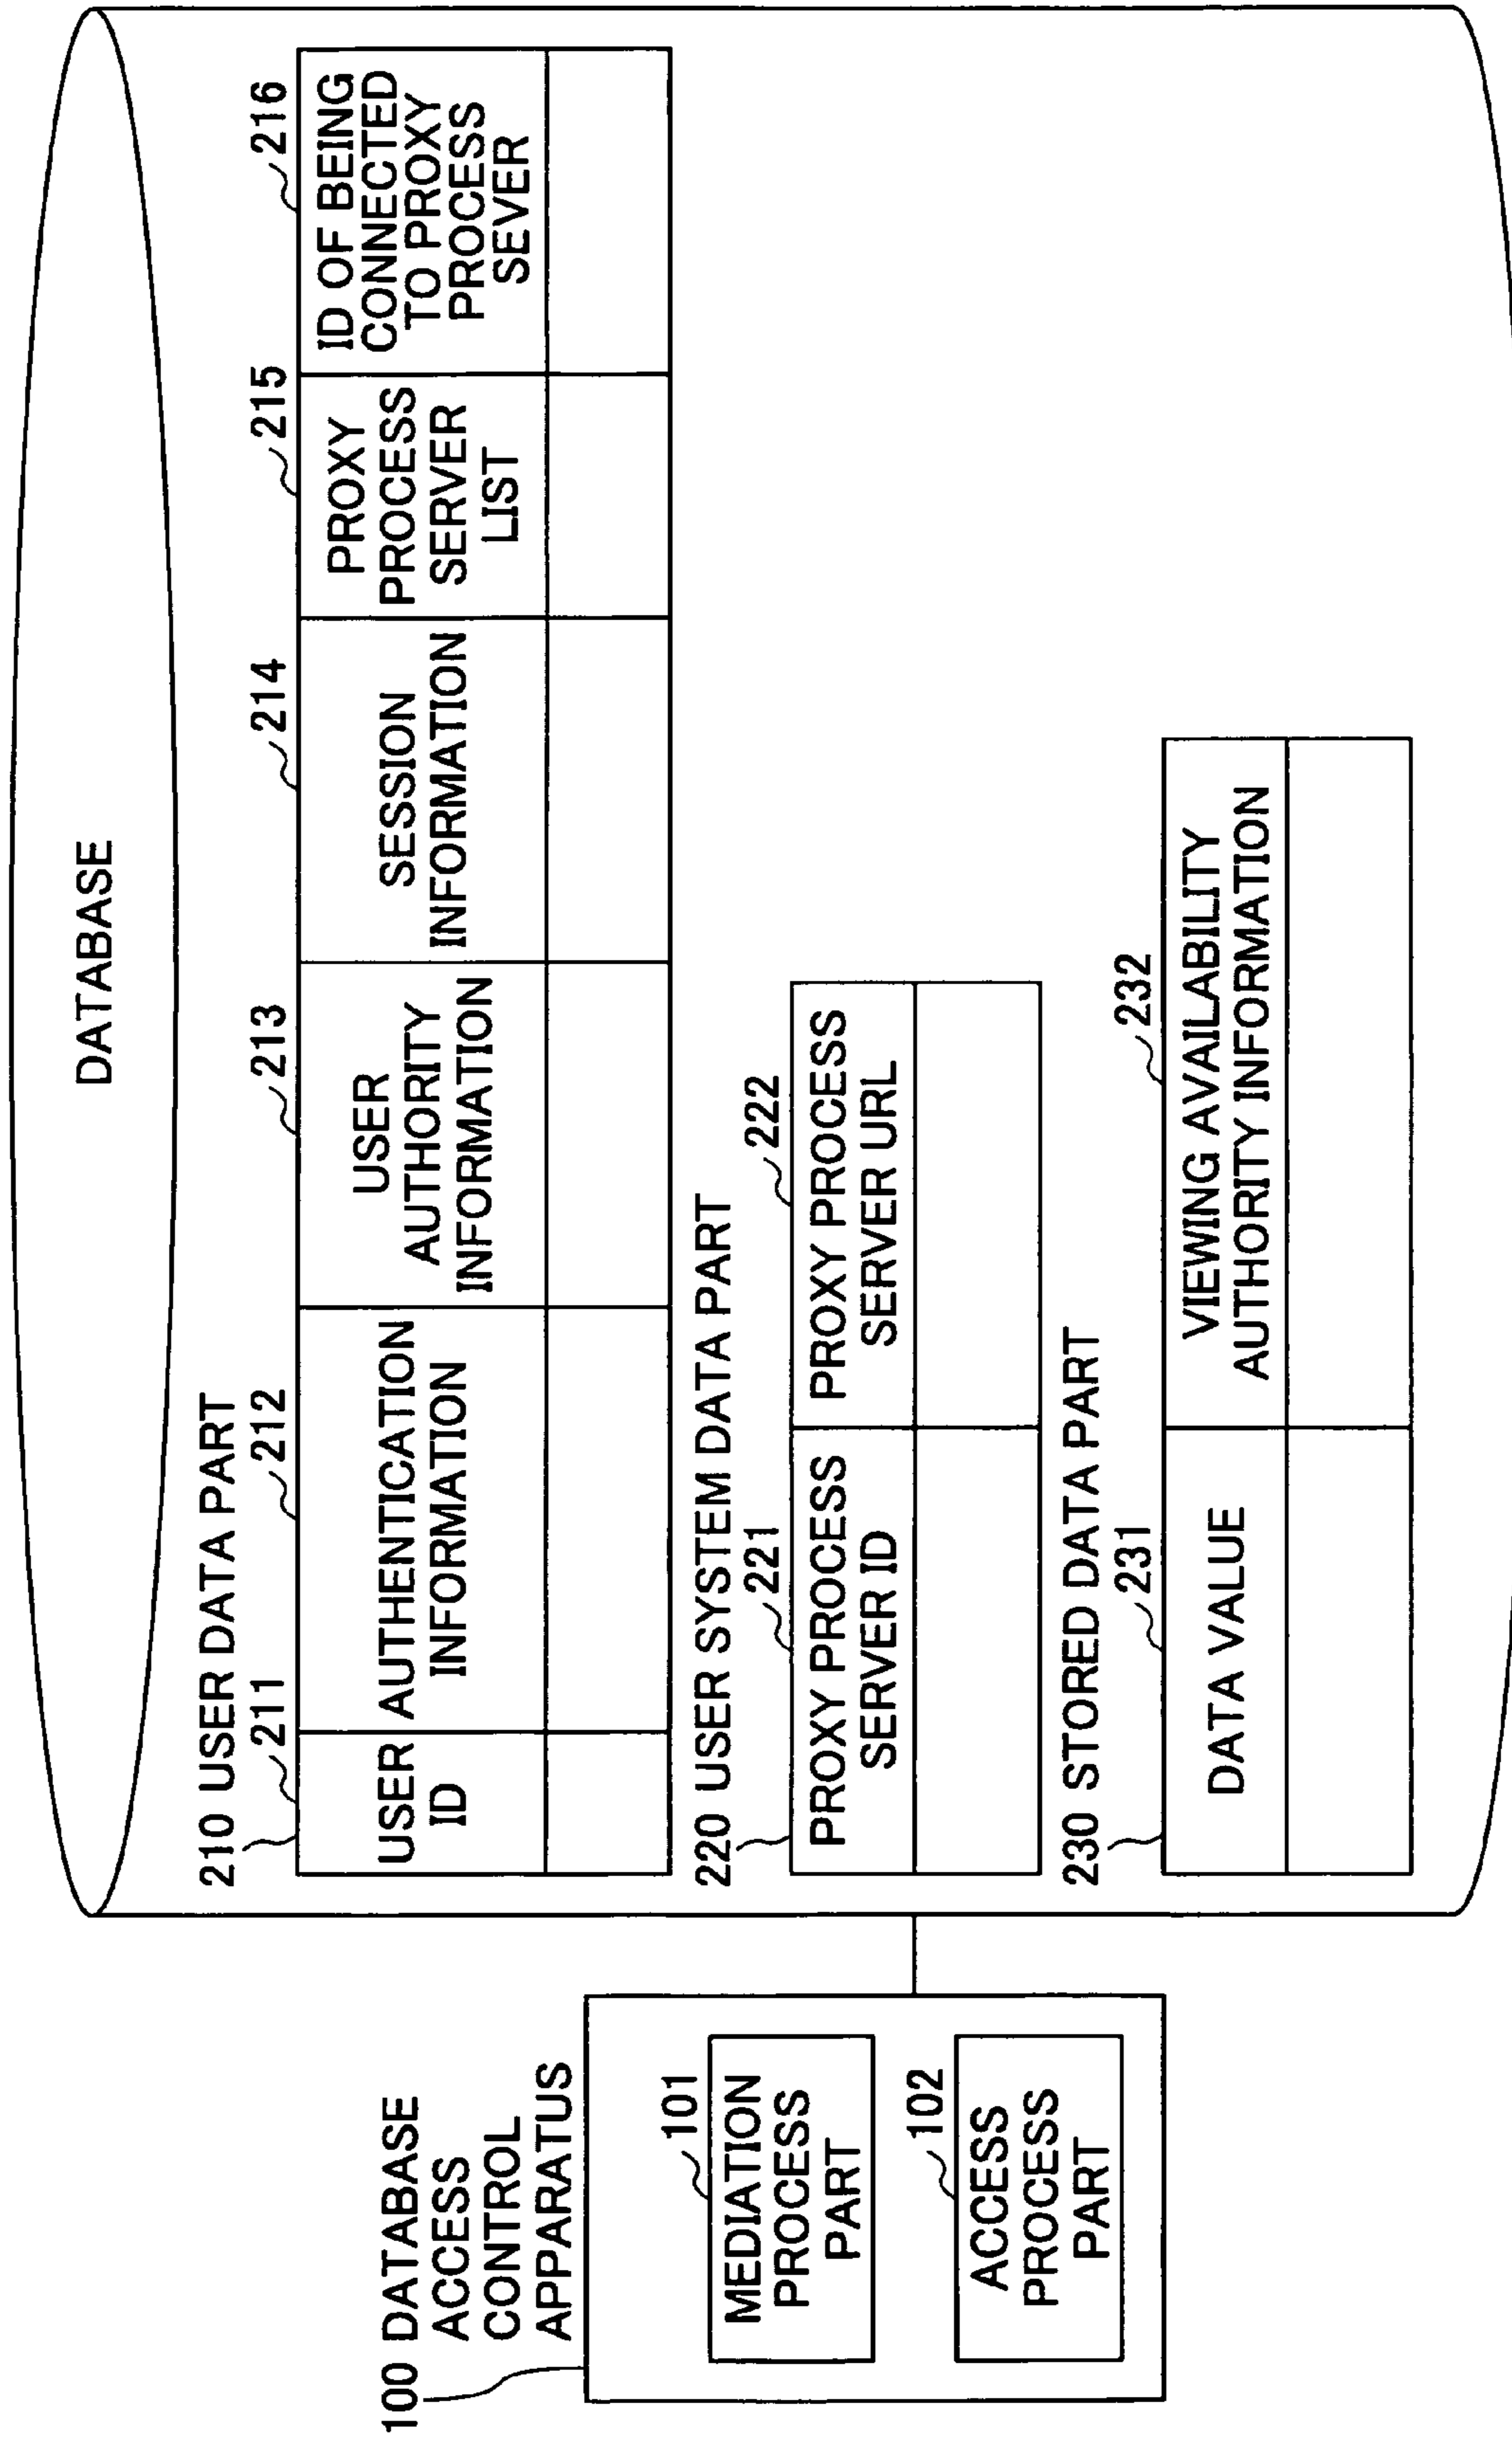 DATABASE
210 USER DATA PART
211
212
213
214
215
216
USER
ID
AUTHENTICATION
INFORMATION
USER
AUTHORITY
INFORMATION
SESSION
INFORMATION
PROXY
PROCESS
SERVER
LIST
ID OF BEING
CONNECTED
TO PROXY
PROCESS
SEVER
220 USER SYSTEM DATA PART
221
222
PROXY PROCESS
SERVER ID
PROXY PROCESS
SERVER URL
230 STORED DATA PART
231
232
DATA VALUE
VIEWING AVAILABILITY
AUTHORITY INFORMATION
100 DATABASE
ACCESS
CONTROL
APPARATUS
101
MEDIATION
PROCESS
PART
102
ACCESS
PROCESS
PART